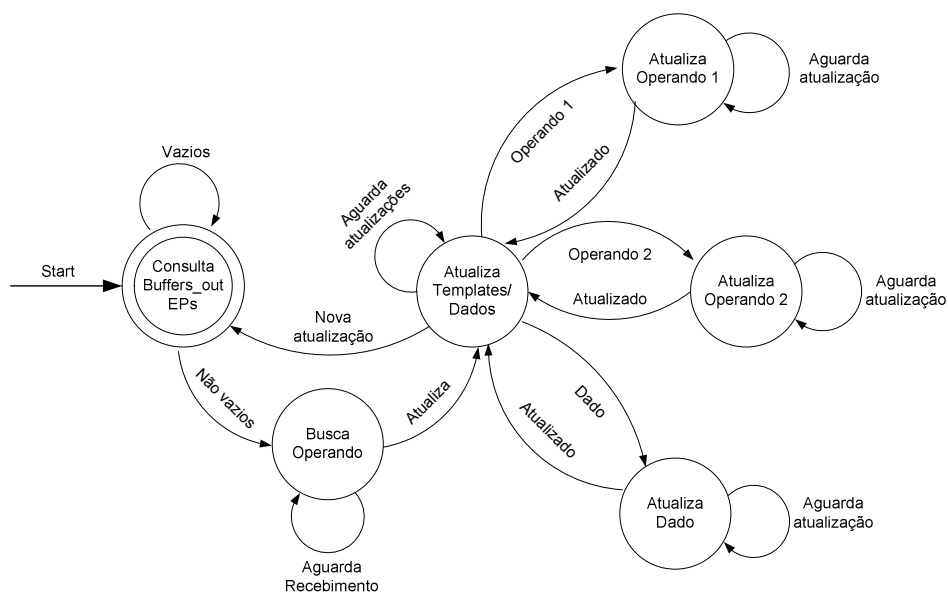 Start
Vazios
Consulta
Buffers_out
EPs
Não vazios
Busca
Operando
Aguarda
Recebimento
Atualiza
Nova
atualização
Aguarda
atualizações
Atualiza
Templates/
Dados
Operando 1
Atualizado
Atualiza
Operando 1
Aguarda
atualização
Operando 2
Atualizado
Atualiza
Operando 2
Aguarda
atualização
Dado
Atualizado
Atualiza
Dado
Aguarda
atualização